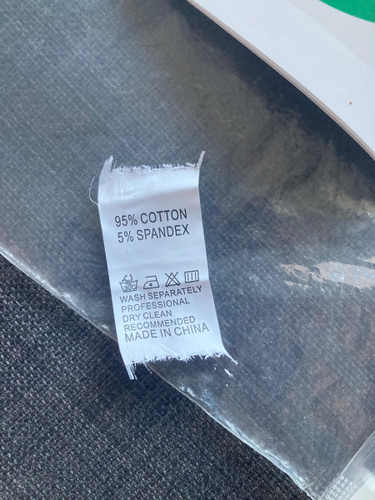 95% COTTON
5% SPANDEX
WASH SEPARATELY
PROFESSIONAL
DRY CLEAN
RECOMMENDED
MADE IN CHINA